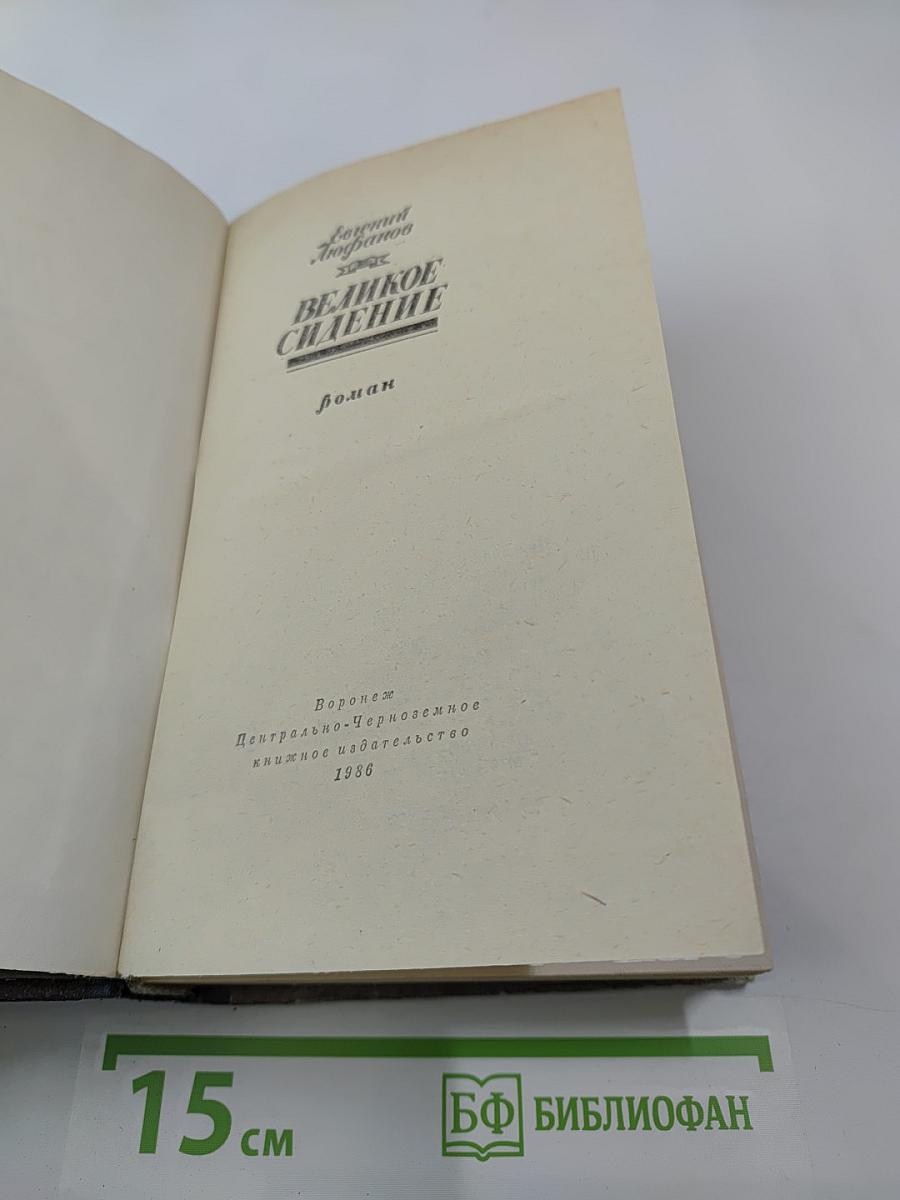 Евгений
Люфанов
ВЕЛИКОЕ
СИДЕНИЕ
роман
Воронеж
Центрально-Черноземное
книжное издательство
1986
15 см
БФ БИБЛИОФАН